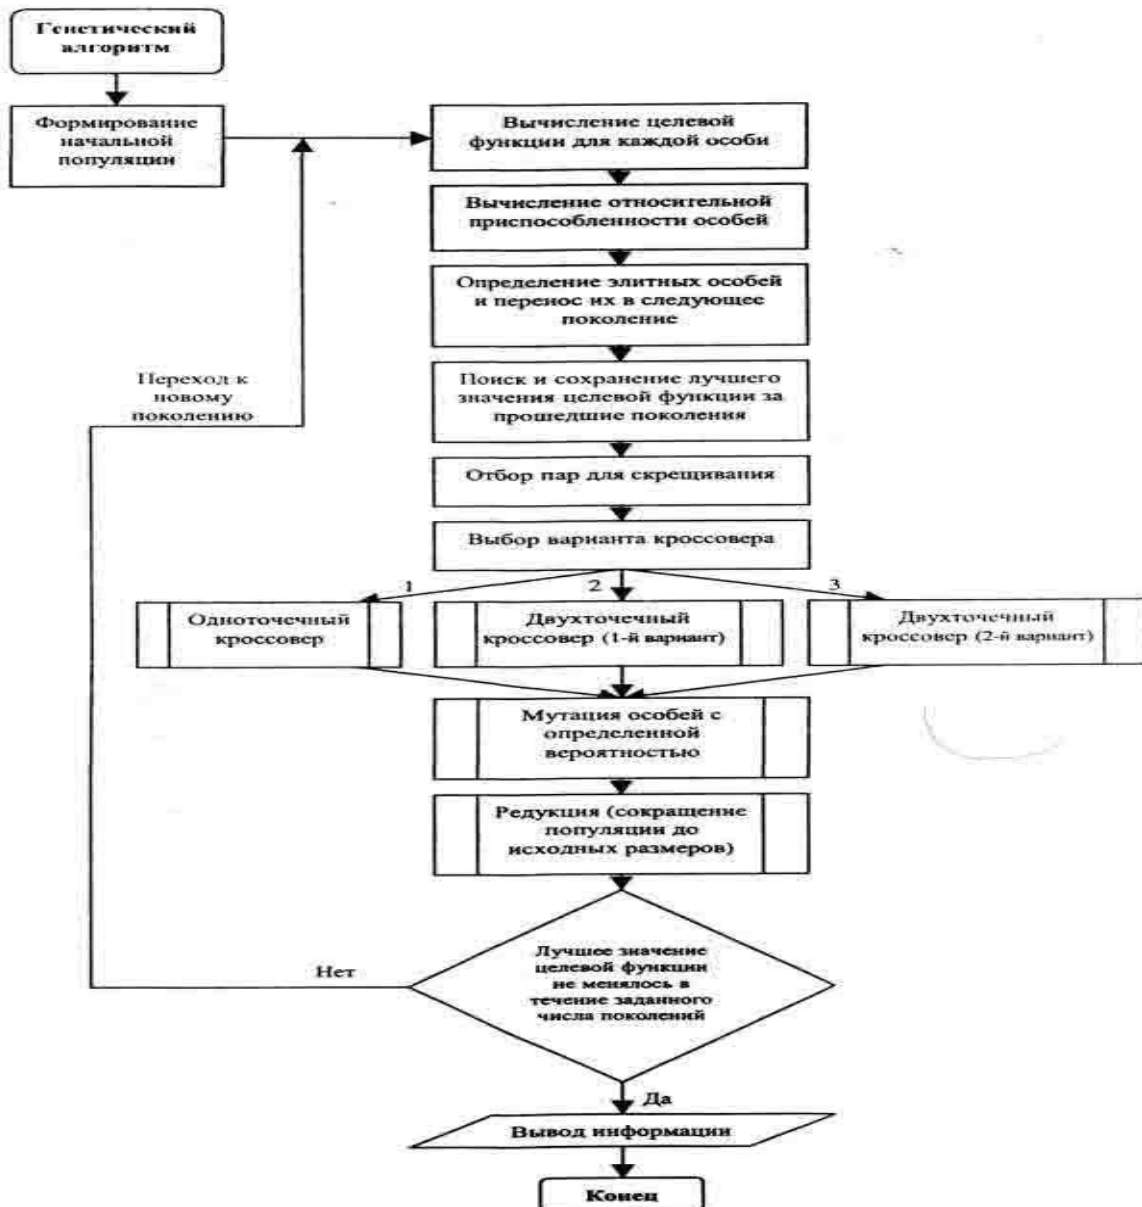 Генетический
алгоритм
Формирование
начальной
популяции
Вычисление целевой
функции для каждой особи
Вычисление относительной
приспособленности особей
Определение элитных особей
и перенос их в следующее
поколение
Поиск и сохранение лучшего
значения целевой функции за
прошедшие поколения
Переход к
новому
поколению
Отбор пар для скрещивания
Выбор варианта кроссовера
1
2
3
Одноточечный
кроссовер
Двухточечный
кроссовер (1-й вариант)
Двухточечный
кроссовер (2-й вариант)
Мутация особей с
определенной
вероятностью
Редукция (сокращение
популяции до
исходных размеров)
Лучшее значение
целевой функции
не менялось в
течение заданного
числа поколений
Нет
Да
Вывод информации
Конец